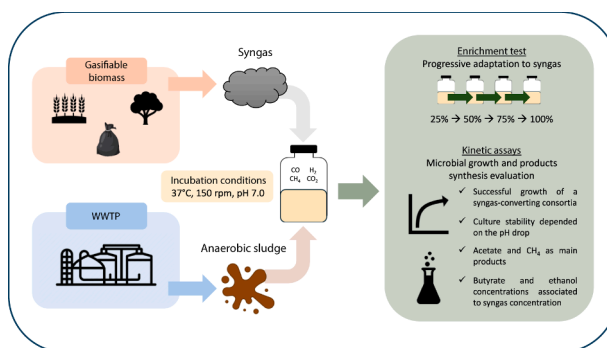 Gasifiable
biomass
Syngas
CO H₂
CH₄ CO₂
Incubation conditions
37°C, 150 rpm, pH 7.0
WWTP
Anaerobic sludge
Enrichment test
Progressive adaptation to syngas
25% → 50% → 75% → 100%
Kinetic assays
Microbial growth and products
synthesis evaluation
✓ Successful growth of a
syngas-converting consortia
✓ Culture stability depended
on the pH drop
✓ Acetate and CH₄ as main
products
✓ Butyrate and ethanol
concentrations associated
to syngas concentration